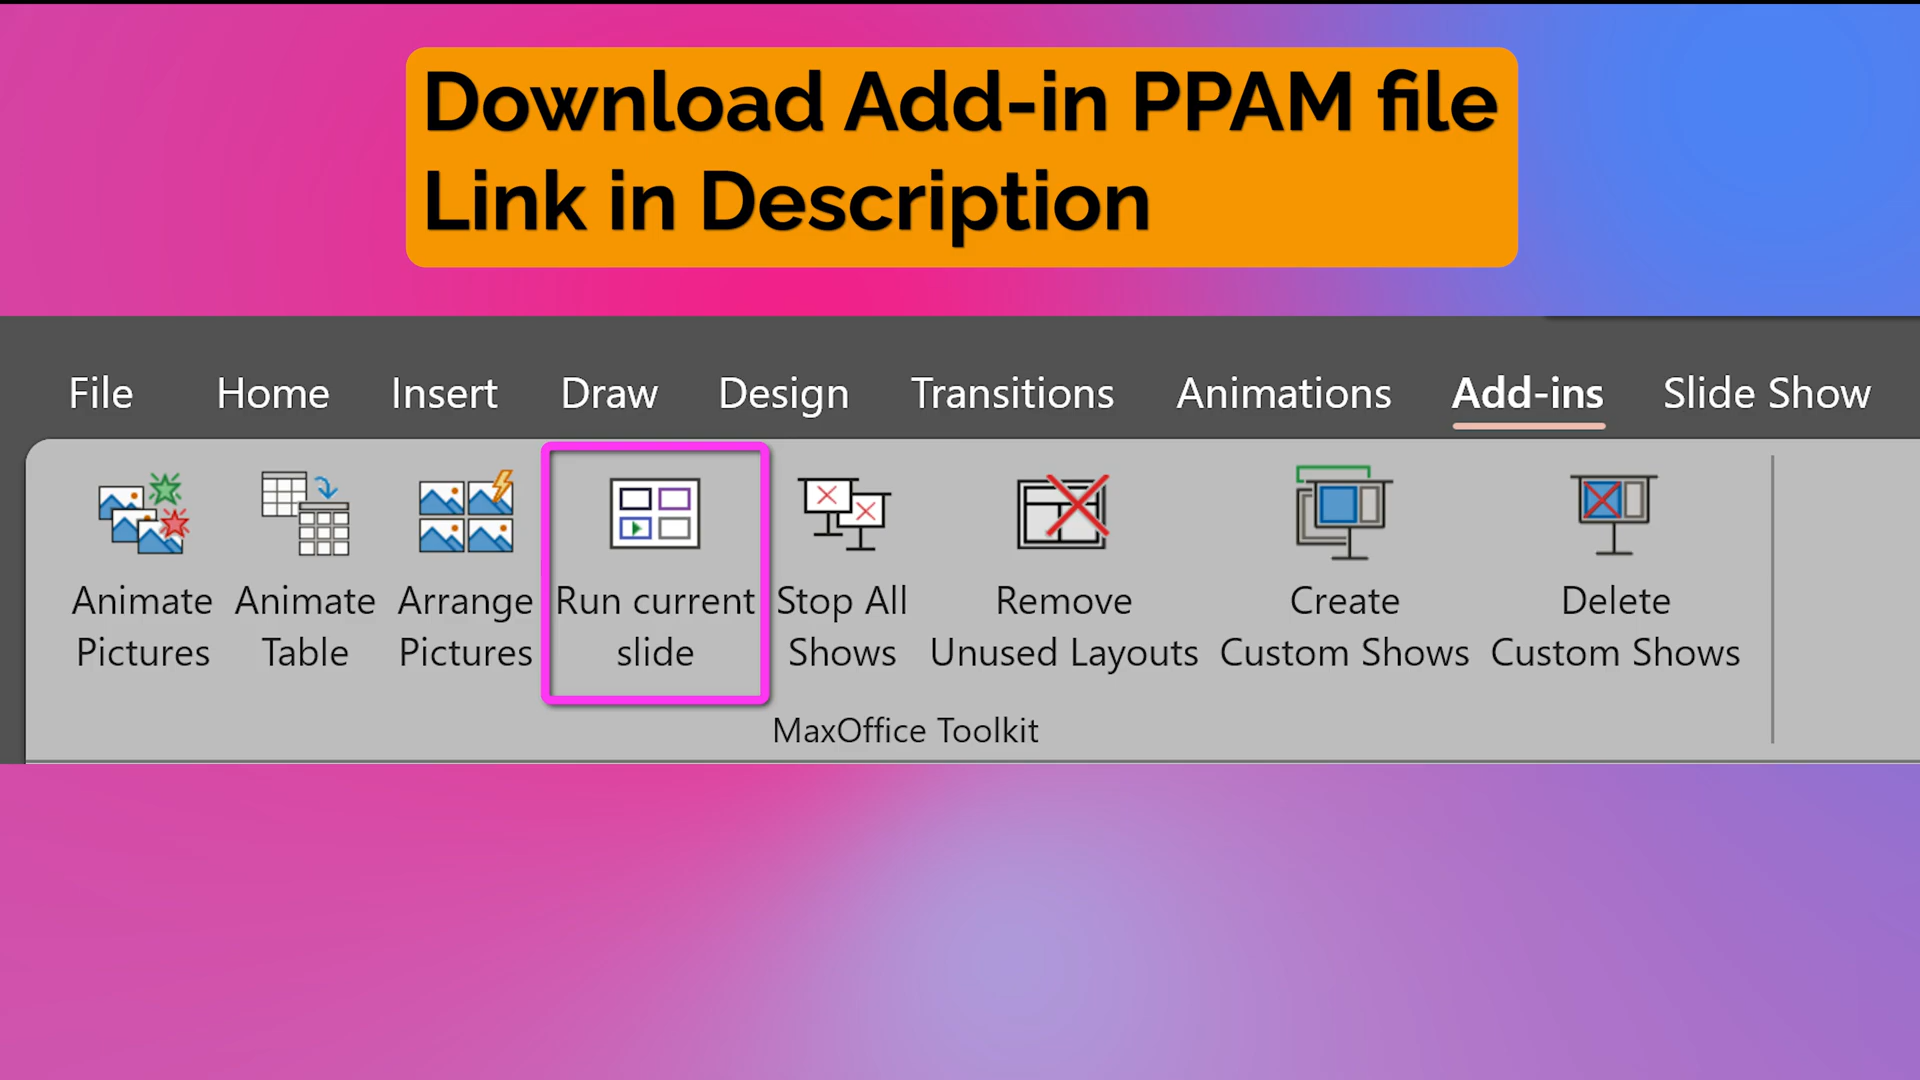 Download Add-in PPAM file
Link in Description
File Home Insert Draw Design Transitions Animations Add-ins Slide Show
Animate Pictures
Animate Table
Arrange Pictures
Run current slide
Stop All Shows
Remove Unused Layouts
Create Custom Shows
Delete Custom Shows
MaxOffice Toolkit